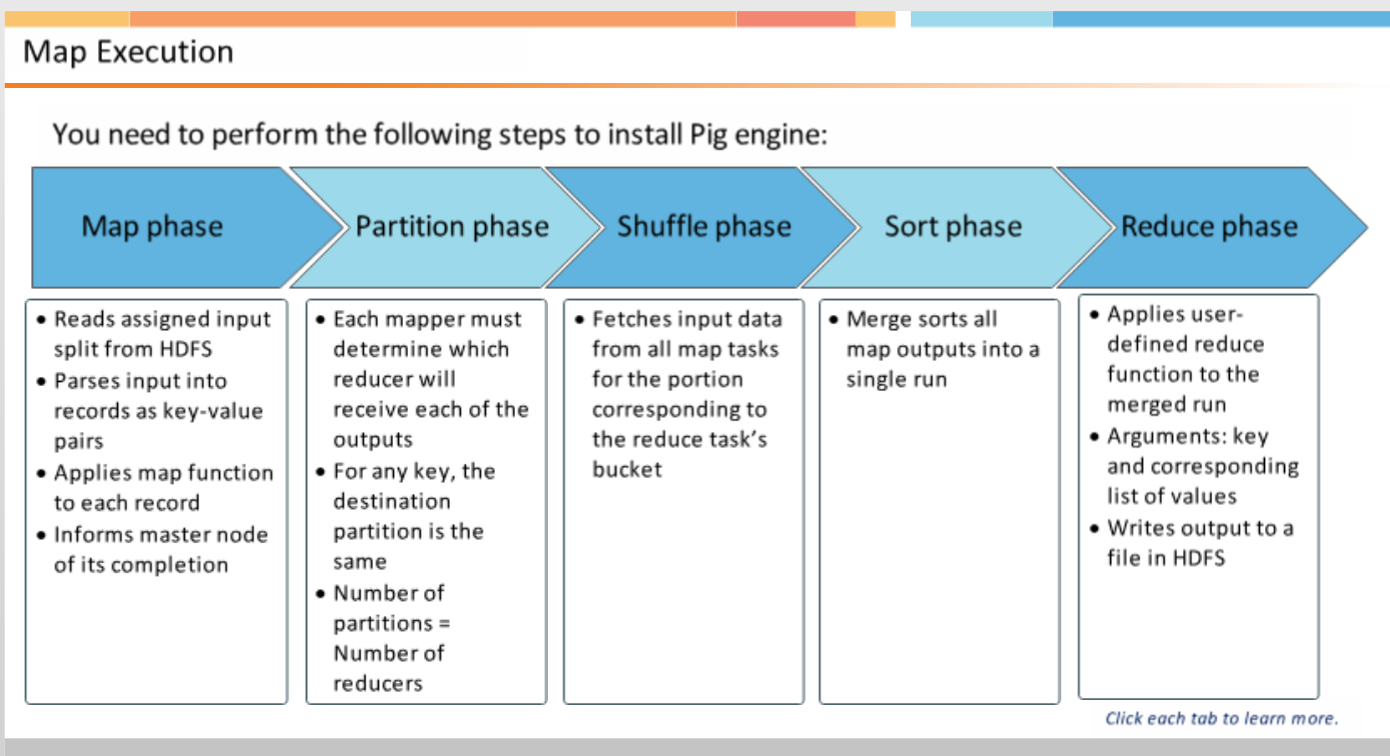 Map Execution
You need to perform the following steps to install Pig engine:
Map phase
Partition phase
Shuffle phase
Sort phase
Reduce phase
• Reads assigned input
split from HDFS
• Parses input into
records as key-value
pairs
• Applies map function
to each record
• Informs master node
of its completion
• Each mapper must
determine which
reducer will
receive each of the
outputs
• For any key, the
destination
partition is the
same
• Number of
partitions =
Number of
reducers
• Fetches input data
from all map tasks
for the portion
corresponding to
the reduce task's
bucket
• Merge sorts all
map outputs into a
single run
• Applies user-
defined reduce
function to the
merged run
• Arguments: key
and corresponding
list of values
• Writes output to a
file in HDFS
Click each tab to learn more.